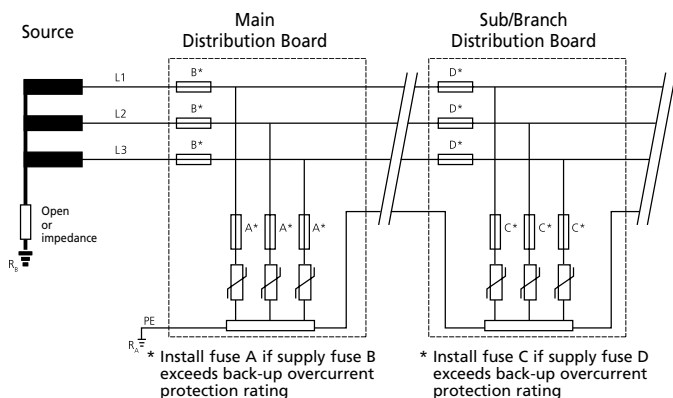 Source
Main
Distribution Board
Sub/Branch
Distribution Board
L1
B*
D*
L2
B*
D*
L3
B*
D*
Open
or
impedance
A*
A*
A*
C*
C*
C*
RB
PE
RA
* Install fuse A if supply fuse B
exceeds back-up overcurrent
protection rating
* Install fuse C if supply fuse D
exceeds back-up overcurrent
protection rating